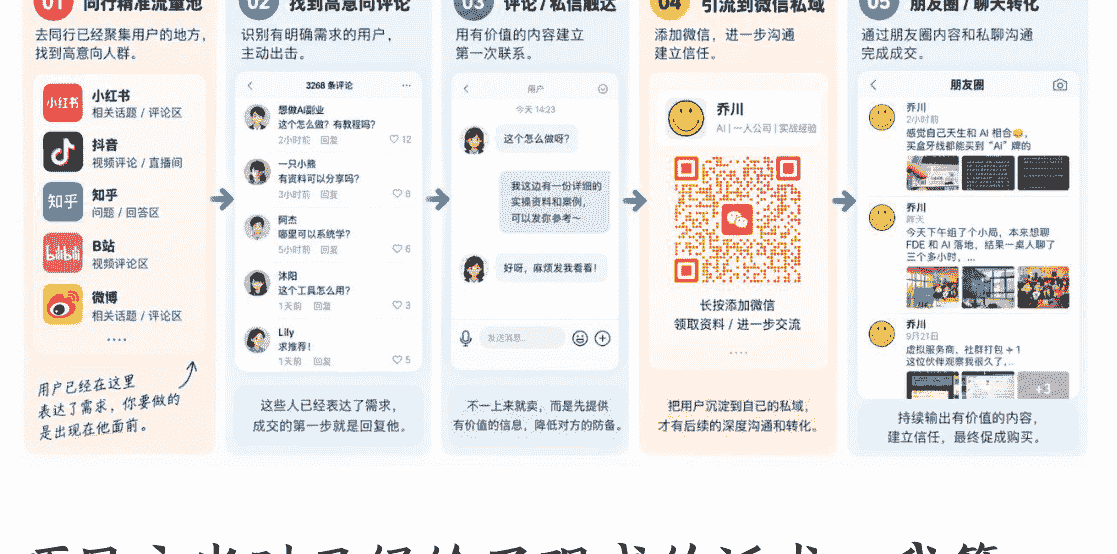 01 同行精准流量池
去同行已经聚集用户的地方，
找到高意向人群。
小红书
小红书
相关话题 / 评论区
抖音
视频评论 / 直播间
知乎
知乎
问题 / 回答区
bilibili
B站
视频评论区
微博
相关话题 / 评论区
用户已经在这里
表达了需求，你要做的
是出现在他面前。
02 找到高意向评论
识别有明确需求的用户，
主动出击。
3268 条评论
想做AI副业
这个怎么做？有教程吗？
2小时前 回复 12
一只小熊
有资料可以分享吗？
3小时前 回复 8
阿杰
哪里可以系统学？
5小时前 回复 6
沐阳
这个工具怎么用？
1天前 回复 3
Lily
求推荐！
1天前 回复 5
这些人已经表达了需求，
成交的第一步就是回复他。
03 评论 / 私信触达
用有价值的内容建立
第一次联系。
用户
今天 14:23
这个怎么做呀？
我这边有一份详细的
实操资料和案例，
可以发你参考～
好呀，麻烦发我看看！
发送消息...
不一上来就卖，而是先提供
有价值的信息，降低对方的防备。
04 引流到微信私域
添加微信，进一步沟通
建立信任。
乔川
AI | 一人公司 | 实战经验
长按添加微信
领取资料 / 进一步交流
把用户沉淀到自己的私域，
才有后续的深度沟通和转化。
05 朋友圈 / 聊天转化
通过朋友圈内容和私聊沟通
完成成交。
朋友圈
乔川
2小时前
感觉自己天生和 AI 相合
买盒牙线都能买到“Ai”牌的
乔川
昨天
今天下午组了个小局，本来想聊
FDE 和 AI 落地，结果一桌人聊了
三个多小时，...
乔川
9月21日
虚拟服务商、社群打包 + 1
这位伙伴观察我很久了，...
+3
持续输出有价值的内容，
建立信任，最终促成购买。